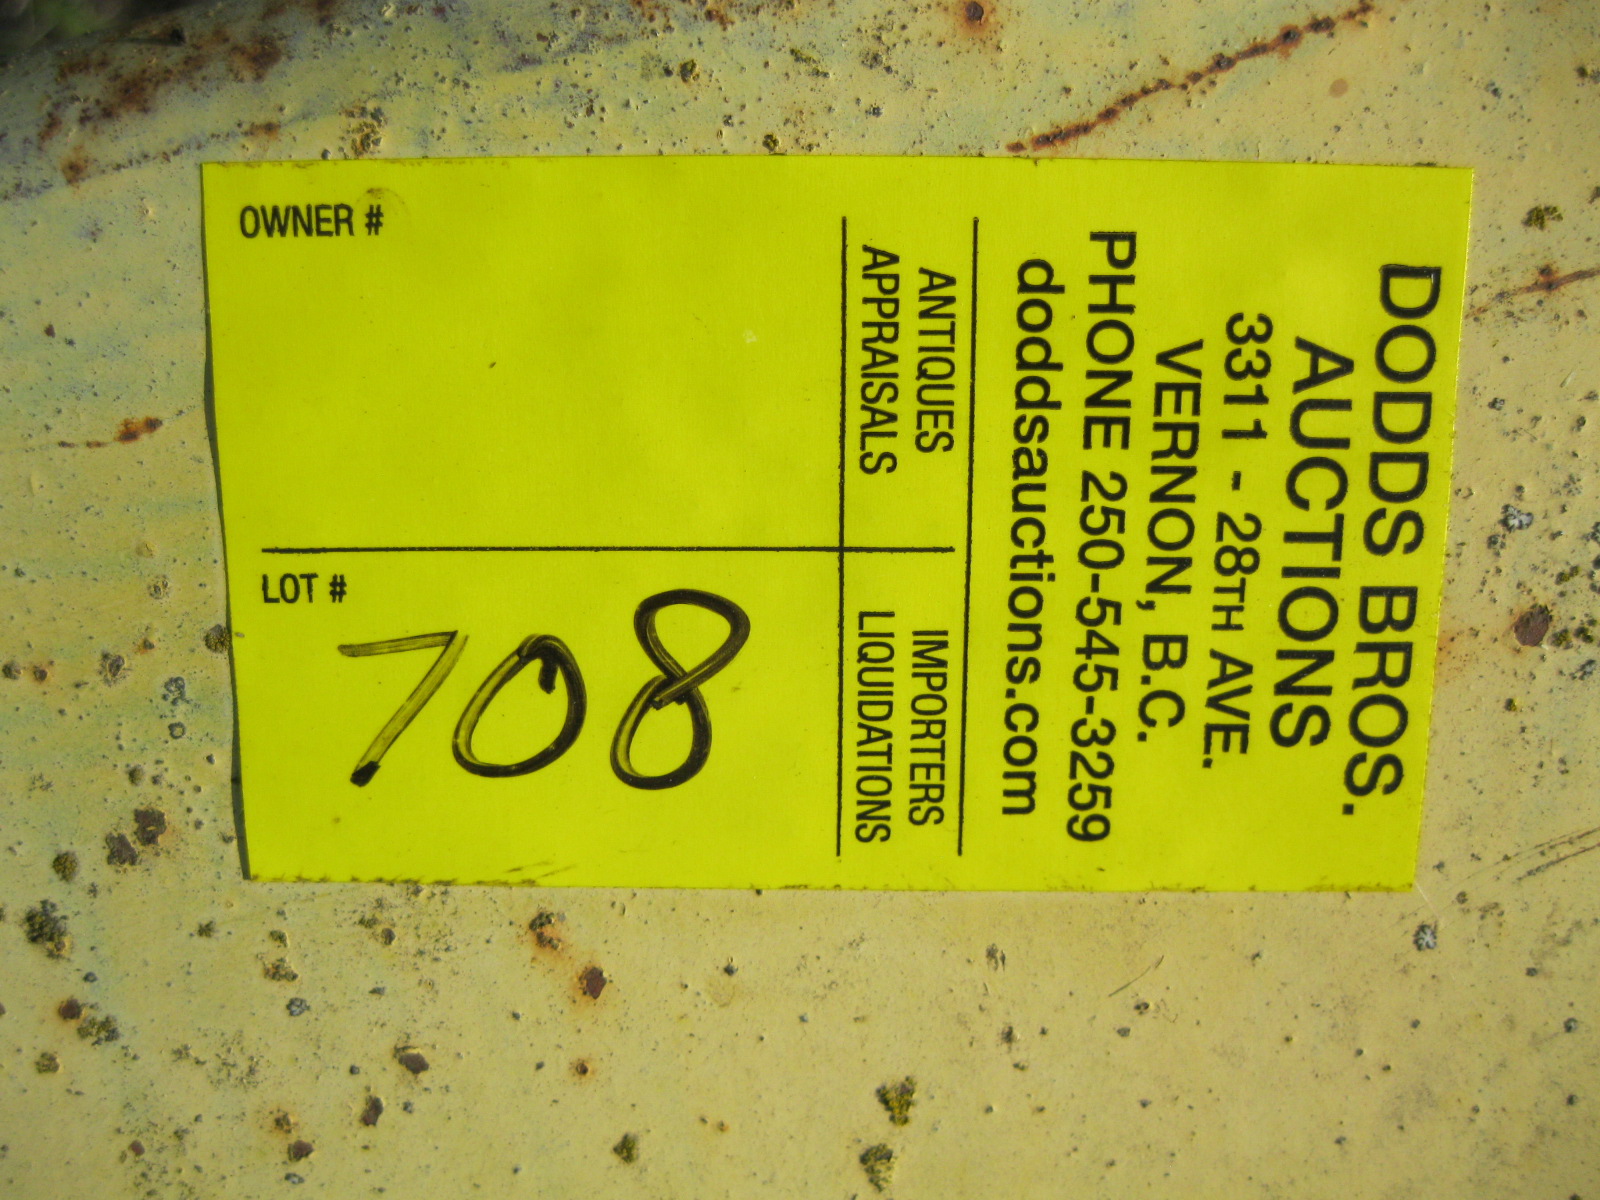 DODDS BROS.
AUCTIONS
3311 - 28TH AVE.
VERNON, B.C.
PHONE 250-545-3259
doddsauctions.com
ANTIQUES
APPRAISALS
IMPORTERS
LIQUIDATIONS
OWNER #
LOT #
708